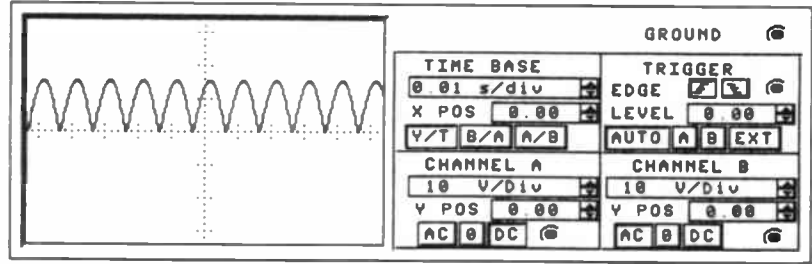 GROUND
TIME BASE
0.01 s/div
X POS 0.00
Y/T B/A A/B
TRIGGER
EDGE
LEVEL 0.00
AUTO A B EXT
CHANNEL A
10 V/Div
Y POS 0.00
AC 0 DC
CHANNEL B
10 V/Div
Y POS 0.00
AC 0 DC